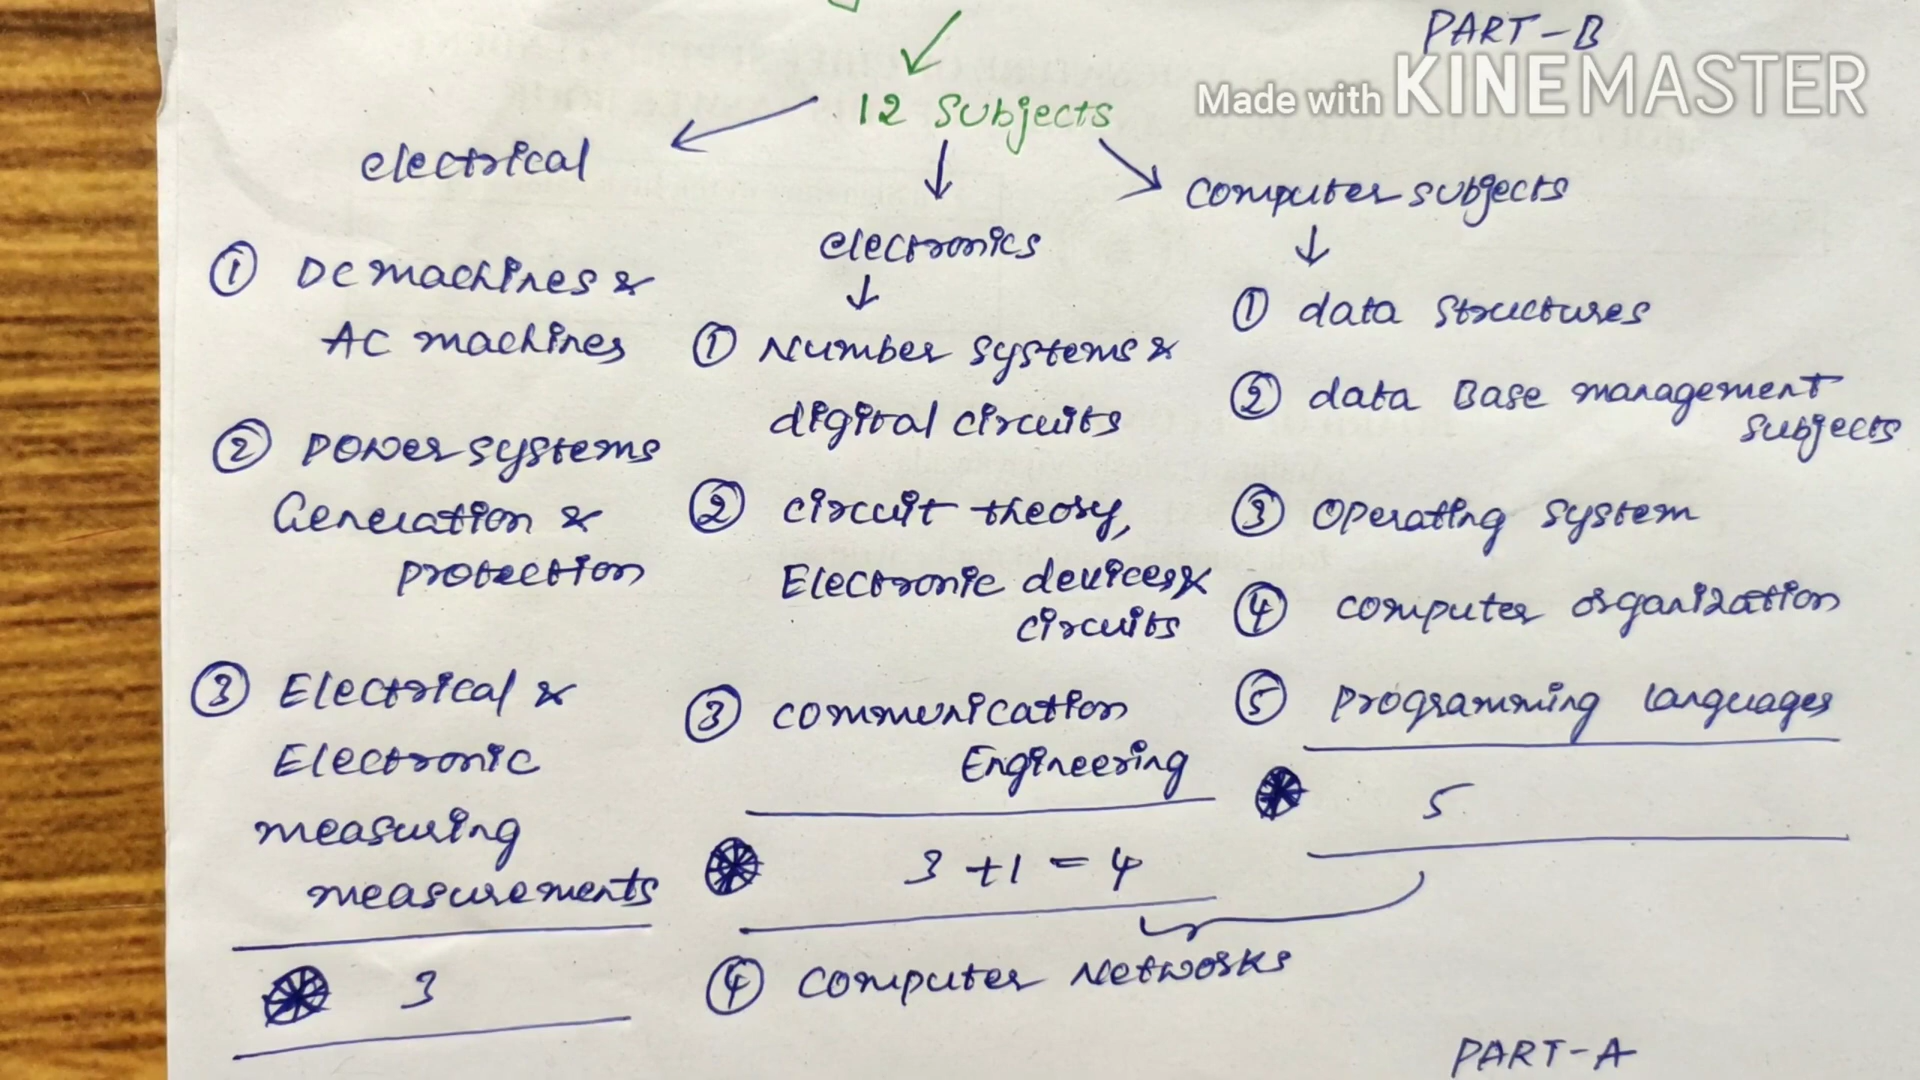 PART-B
Made with KINEMASTER
12 Subjects
electrical
① DC machines &
AC machines
② Power systems
Generation &
protection
③ Electrical &
Electronic
measuring
measurements
3
electronics
① Number systems &
digital circuits
② circuit theory,
Electronic devices &
circuits
③ communication
Engineering
3 + 1 = 4
④ computer Networks
computer subjects
① data structures
② data Base management
subjects
③ operating system
④ computer organization
⑤ programming languages
5
PART-A